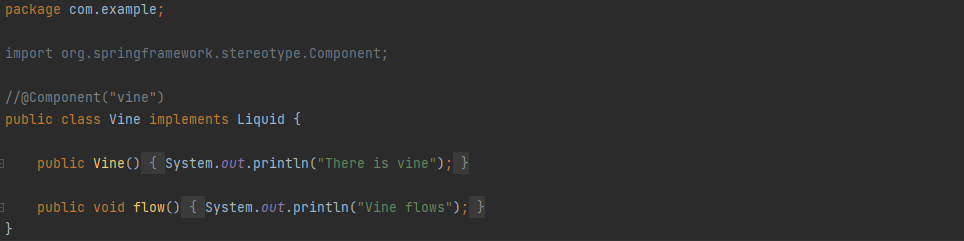 package com.example;
import org.springframework.stereotype.Component;
//@Component("vine")
public class Vine implements Liquid {
public Vine() { System.out.println("There is vine"); }
public void flow() { System.out.println("Vine flows"); }
}